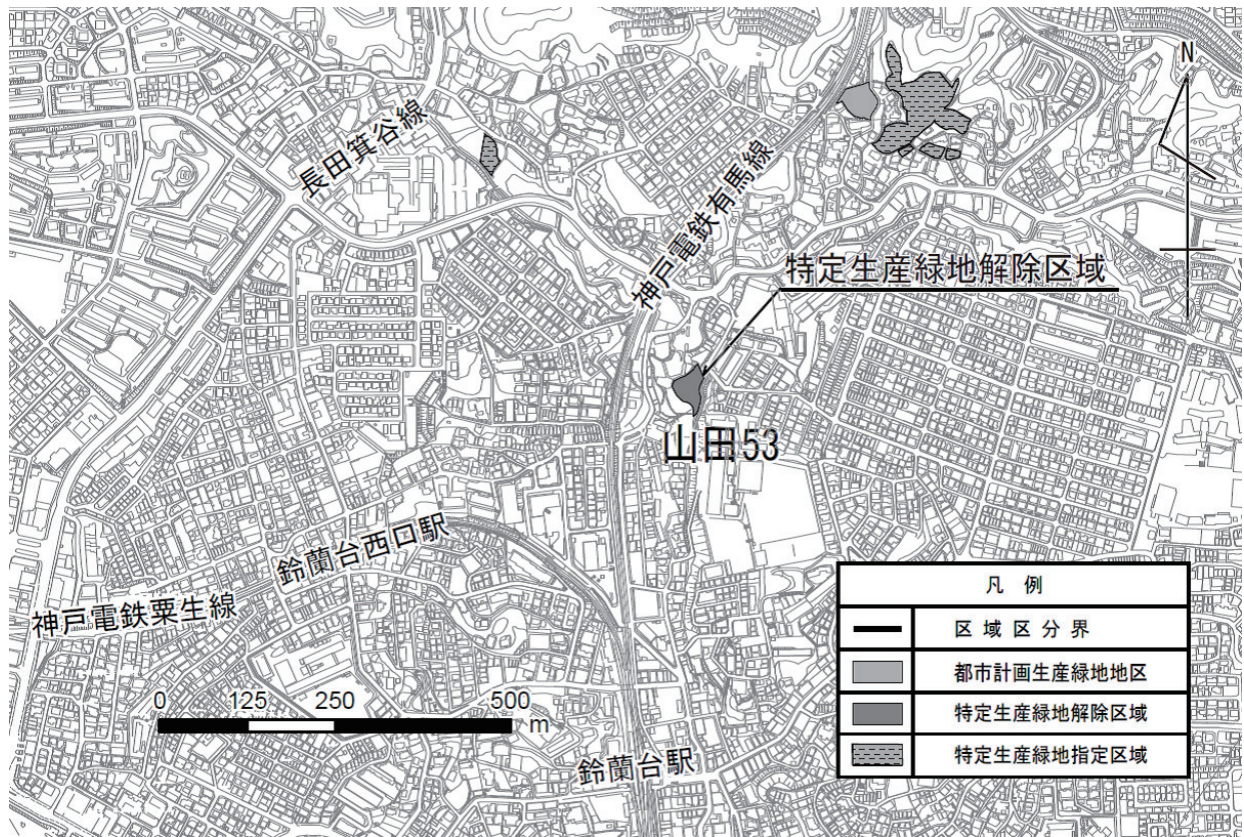 N
長田箕谷線
神戸電鉄有馬線
特定生産緑地解除区域
山田53
鈴蘭台西口駅
神戸電鉄粟生線
0 125 250 500
m
鈴蘭台駅
凡 例
区 域 区 分 界
都市計画生産緑地地区
特定生産緑地解除区域
特定生産緑地指定区域